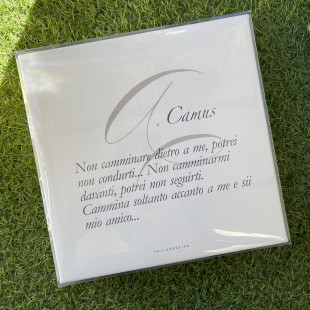 A. Camus
Non camminare dietro a me, potrei
non condurti... Non camminarmi
davanti, potrei non seguirti.
Cammina soltanto accanto a me e sii
mio amico...